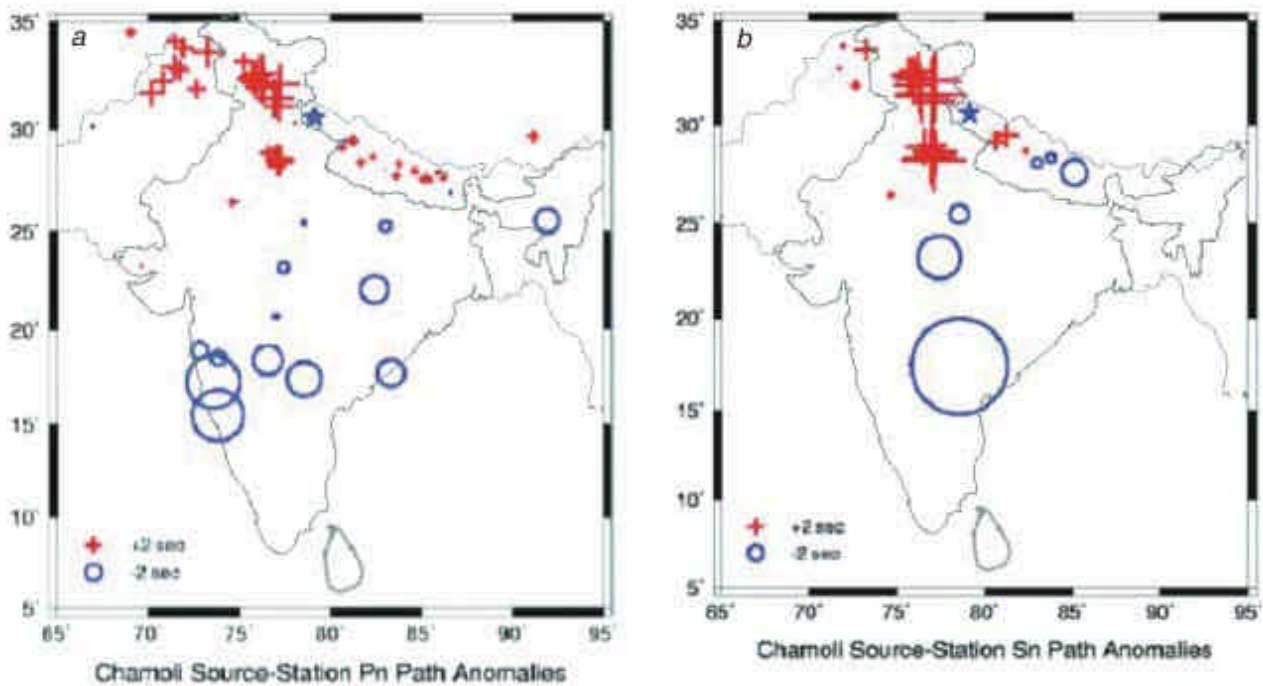 a
b
35˚
30˚
25˚
20˚
15˚
10˚
5˚
+2 sec
-2 sec
65˚ 70˚ 75˚ 80˚ 85˚ 90˚ 95˚
Chamoli Source-Station Pn Path Anomalies
35˚
30˚
25˚
20˚
15˚
10˚
5˚
+2 sec
-2 sec
65˚ 70˚ 75˚ 80˚ 85˚ 90˚ 95˚
Chamoli Source-Station Sn Path Anomalies